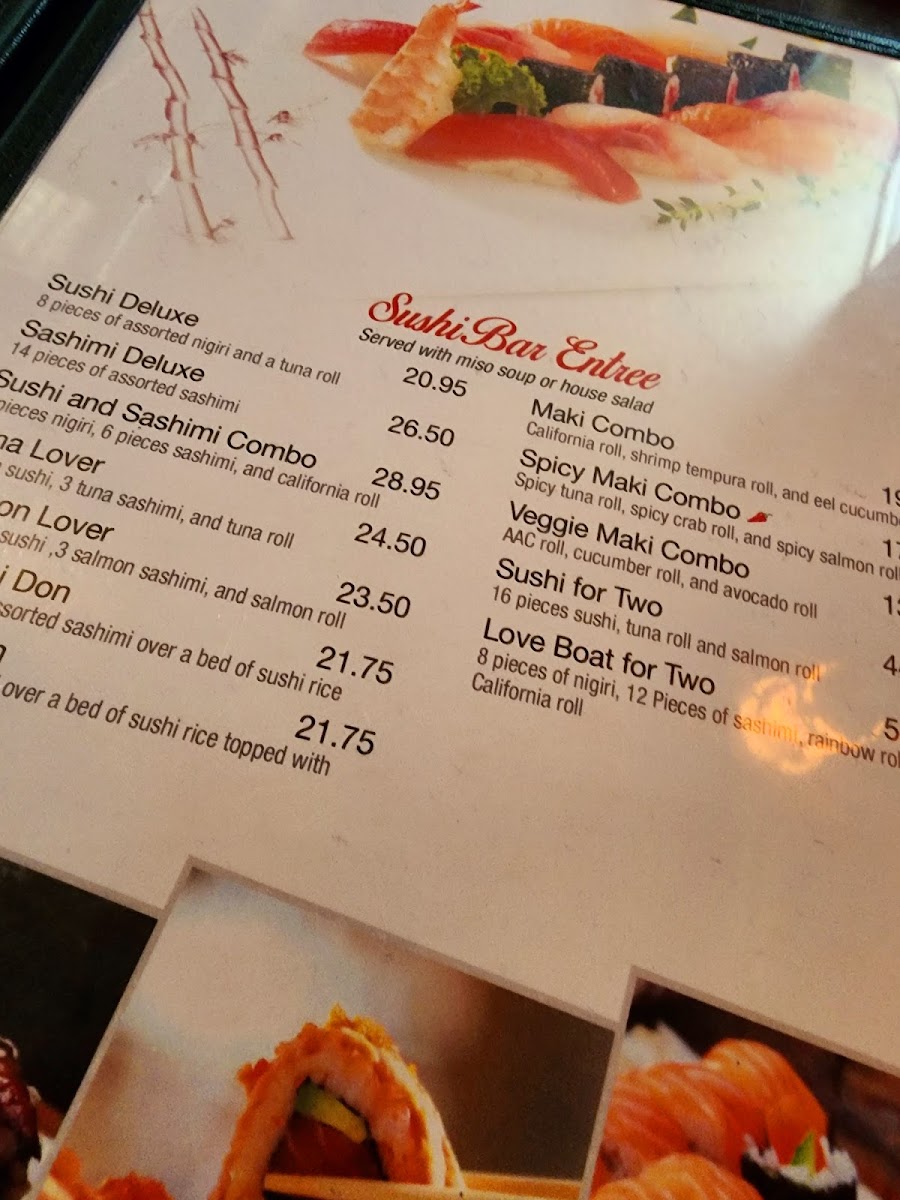 Sushi Bar Entree
Served with miso soup or house salad
Sushi Deluxe
8 pieces of assorted nigiri and a tuna roll
20.95
Sashimi Deluxe
14 pieces of assorted sashimi
26.50
Sushi and Sashimi Combo
pieces nigiri, 6 pieces sashimi, and california roll
28.95
Lover
sushi, 3 tuna sashimi, and tuna roll
24.50
Lover
sushi ,3 salmon sashimi, and salmon roll
23.50
Don
assorted sashimi over a bed of sushi rice
21.75
over a bed of sushi rice topped with
21.75
Maki Combo
California roll, shrimp tempura roll, and eel
Spicy Maki Combo
Spicy tuna roll, spicy crab roll, and spicy salmon roll
Veggie Maki Combo
AAC roll, cucumber roll, and avocado roll
Sushi for Two
16 pieces sushi, tuna roll and salmon roll
Love Boat for Two
8 pieces of nigiri, 12 Pieces of sashimi, rainbow
California roll